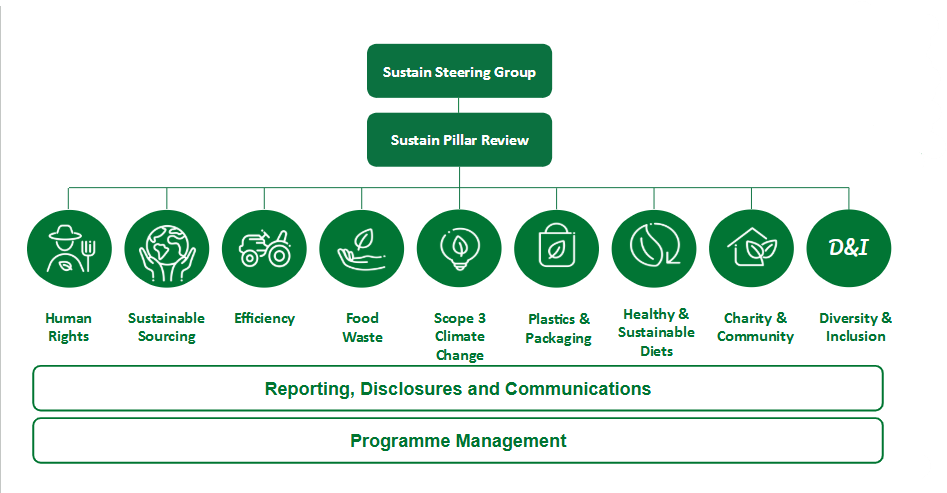 Sustain Steering Group
Sustain Pillar Review
D&I
Human
Rights
Sustainable
Sourcing
Efficiency
Food
Waste
Scope 3
Climate
Change
Plastics &
Packaging
Healthy &
Sustainable
Diets
Charity &
Community
Diversity &
Inclusion
Reporting, Disclosures and Communications
Programme Management